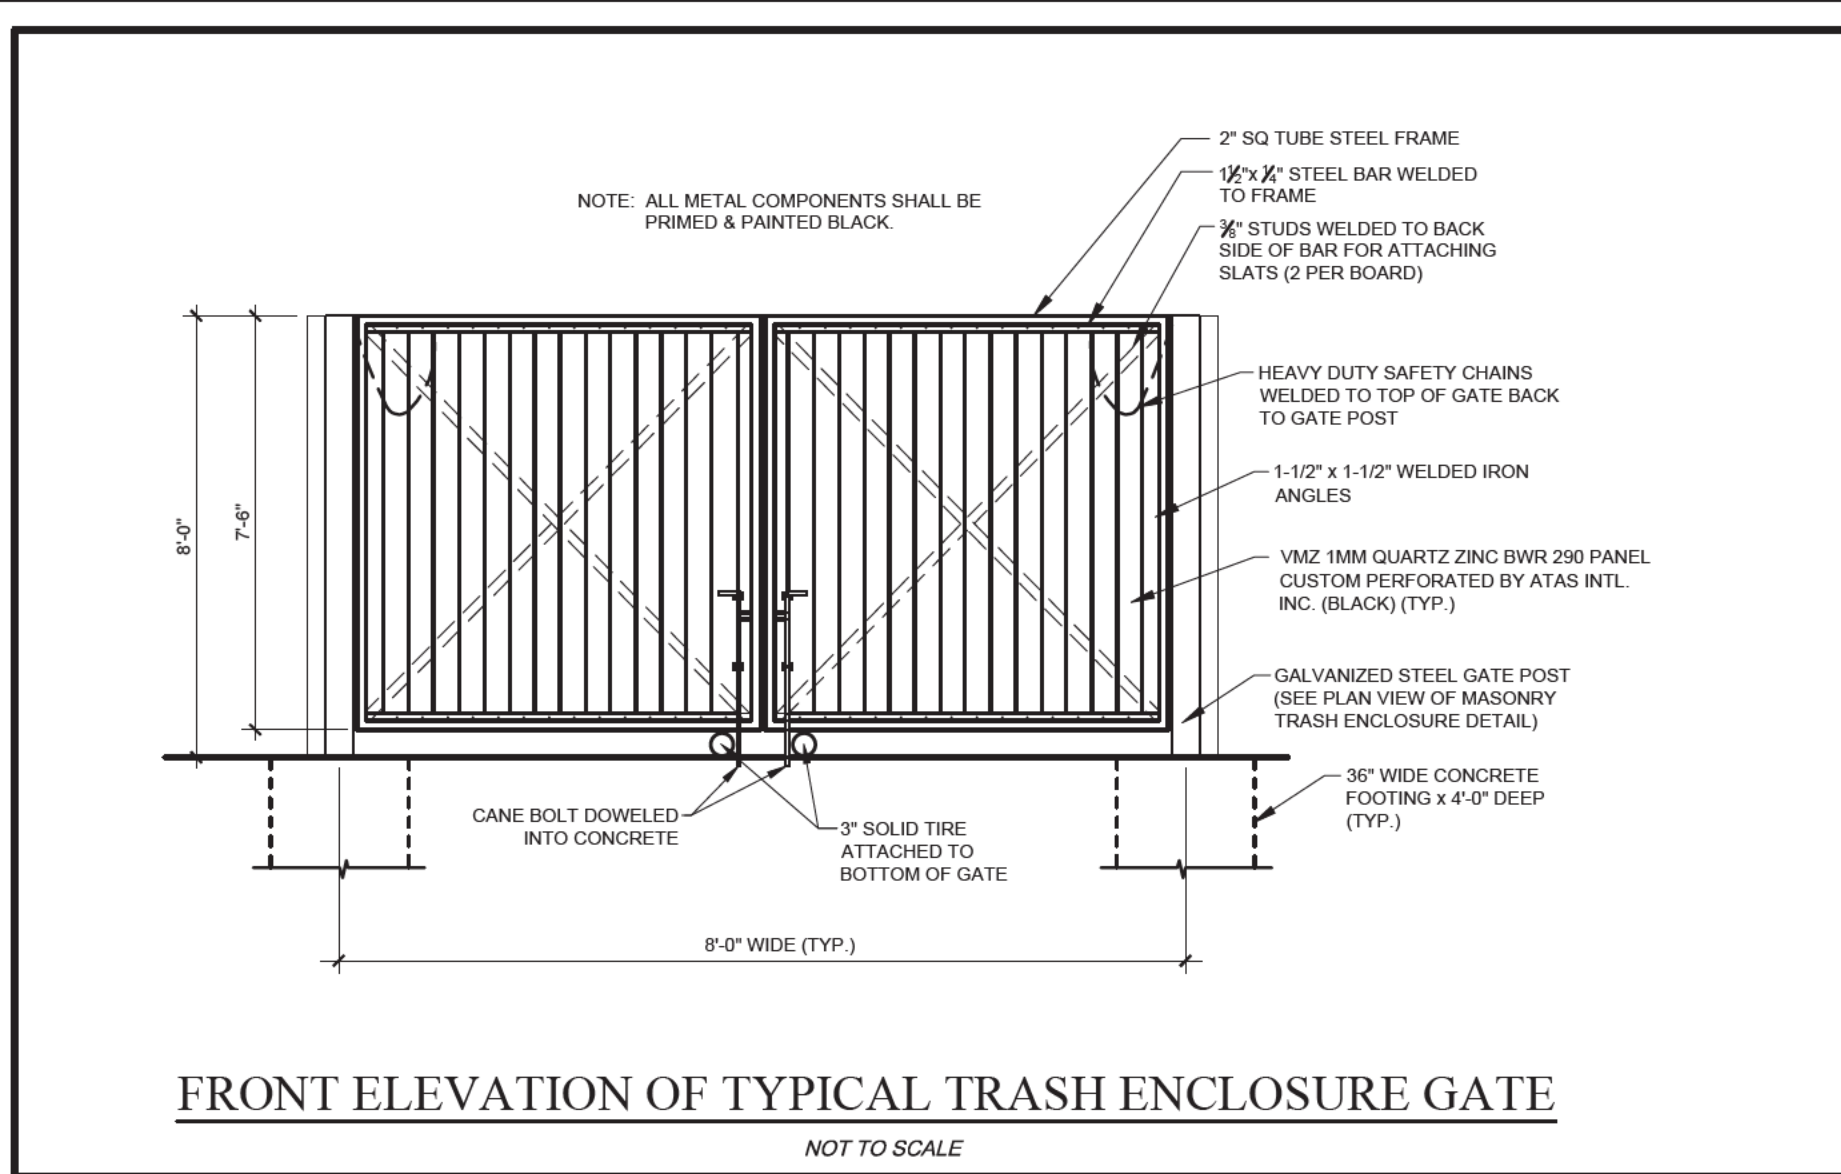 2" SQ TUBE STEEL FRAME
1½"x ¼" STEEL BAR WELDED
TO FRAME
NOTE: ALL METAL COMPONENTS SHALL BE
PRIMED & PAINTED BLACK.
⅜" STUDS WELDED TO BACK
SIDE OF BAR FOR ATTACHING
SLATS (2 PER BOARD)
HEAVY DUTY SAFETY CHAINS
WELDED TO TOP OF GATE BACK
TO GATE POST
1-1/2" x 1-1/2" WELDED IRON
ANGLES
8'-0"
7'-6"
VMZ 1MM QUARTZ ZINC BWR 290 PANEL
CUSTOM PERFORATED BY ATAS INTL.
INC. (BLACK) (TYP.)
GALVANIZED STEEL GATE POST
(SEE PLAN VIEW OF MASONRY
TRASH ENCLOSURE DETAIL)
36" WIDE CONCRETE
FOOTING x 4'-0" DEEP
(TYP.)
CANE BOLT DOWELED
INTO CONCRETE
3" SOLID TIRE
ATTACHED TO
BOTTOM OF GATE
8'-0" WIDE (TYP.)
FRONT ELEVATION OF TYPICAL TRASH ENCLOSURE GATE
NOT TO SCALE